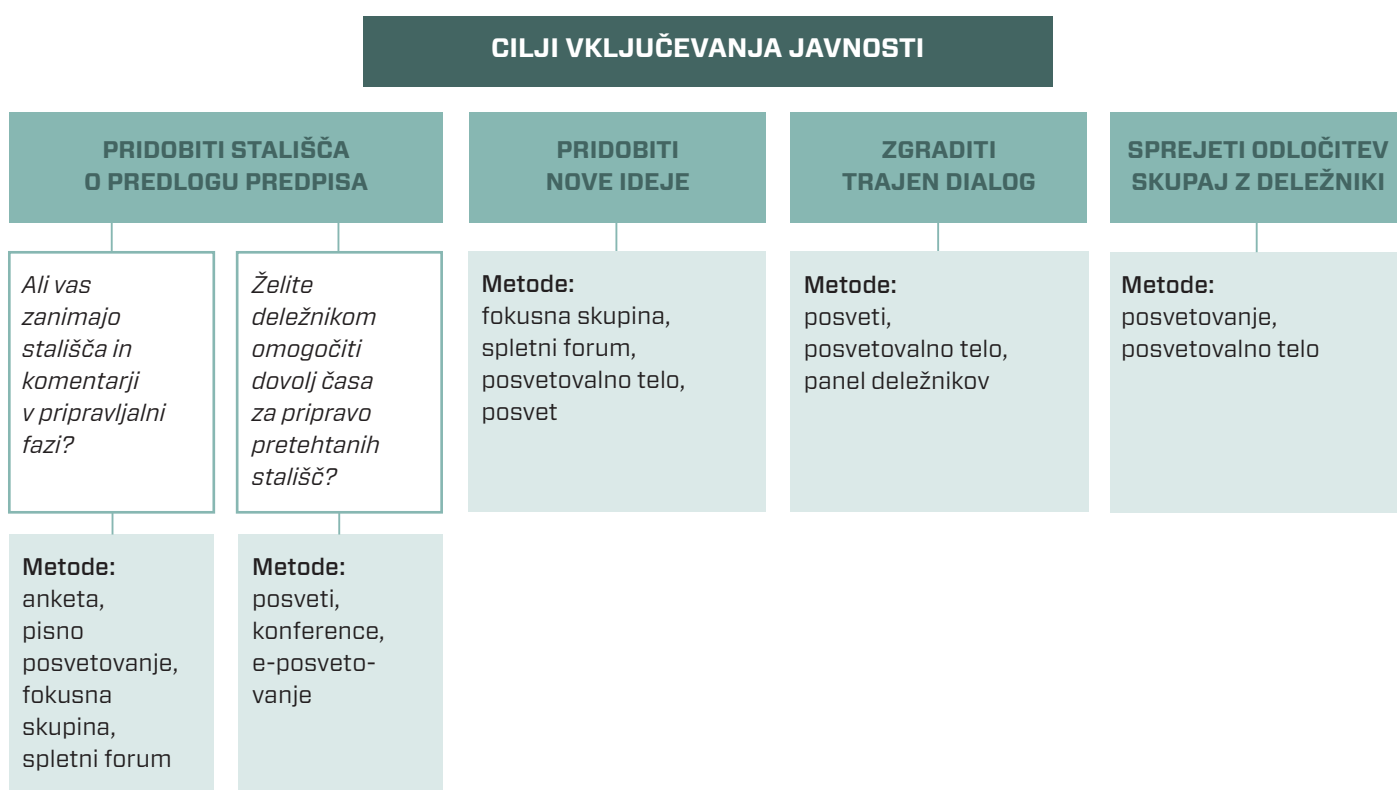 CILJI VKLJUČEVANJA JAVNOSTI
PRIDOBITI STALIŠČA
O PREDLOGU PREDPISA
Ali vas
zanimajo
stališča in
komentarji
v pripravljalni
fazi?
Metode:
anketa,
pisno
posvetovanje,
fokusna
skupina,
spletni forum
Želite
deležnikom
omogočiti
dovolj časa
za pripravo
pretehtanih
stališč?
Metode:
posveti,
konference,
e-posveto-
vanje
PRIDOBITI
NOVE IDEJE
Metode:
fokusna skupina,
spletni forum,
posvetovalno telo,
posvet
ZGRADITI
TRAJEN DIALOG
Metode:
posveti,
posvetovalno telo,
panel deležnikov
SPREJETI ODLOČITEV
SKUPAJ Z DELEŽNIKI
Metode:
posvetovanje,
posvetovalno telo